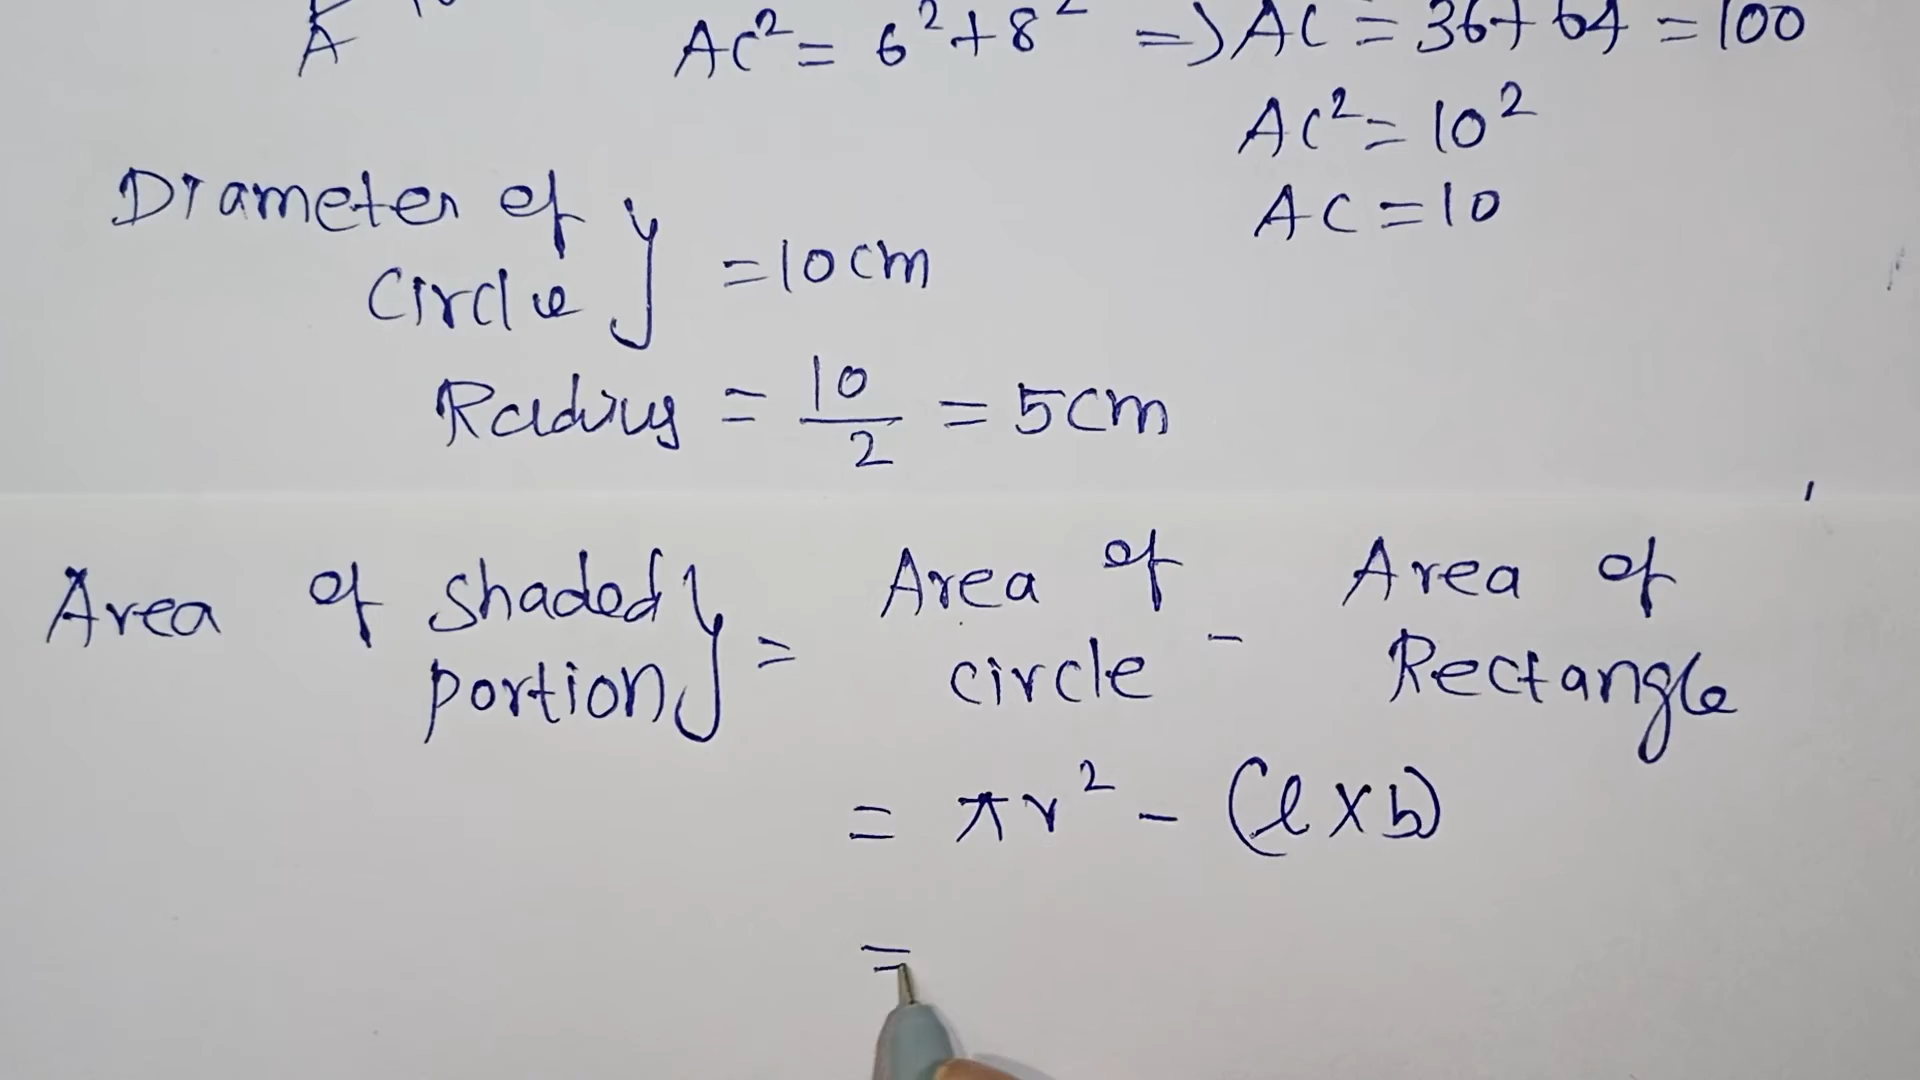 A
AC² = 6² + 8² => AC = 36 + 64 = 100
AC² = 10²
AC = 10
Diameter of
Circle } = 10cm
Radius = 10/2 = 5cm
Area of shaded portion } = Area of circle - Area of Rectangle
= πr² - (l×b)
=